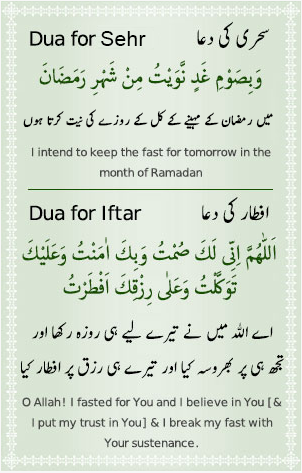 Dua for Sehr سحری کی دعا
وَبِصَوْمِ غَدٍ نَّوَيْتُ مِنْ شَهْرِ رَمَضَانَ
میں رمضان کے مہینے کے کل کے روزے کی نیت کرتا ہوں
I intend to keep the fast for tomorrow in the
month of Ramadan
Dua for Iftar افطار کی دعا
اَللّٰهُمَّ اِنِّی لَکَ صُمْتُ وَبِکَ اٰمَنْتُ وَعَلَيْکَ
تَوَکَّلْتُ وَعَلٰی رِزْقِکَ اَفْطَرْتُ
اے اللہ میں نے تیرے لیے ہی روزہ رکھا اور
تجھ ہی پر بھروسہ کیا اور تیرے ہی رزق پر افطار کیا
O Allah! I fasted for You and I believe in You [&
I put my trust in You] & I break my fast with
Your sustenance.